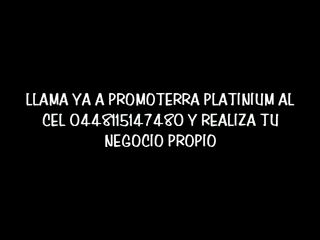 LLAMA YA A PROMOTERRA PLATINIUM AL
CEL 0448115147480 Y REALIZA TU
NEGOCIO PROPIO